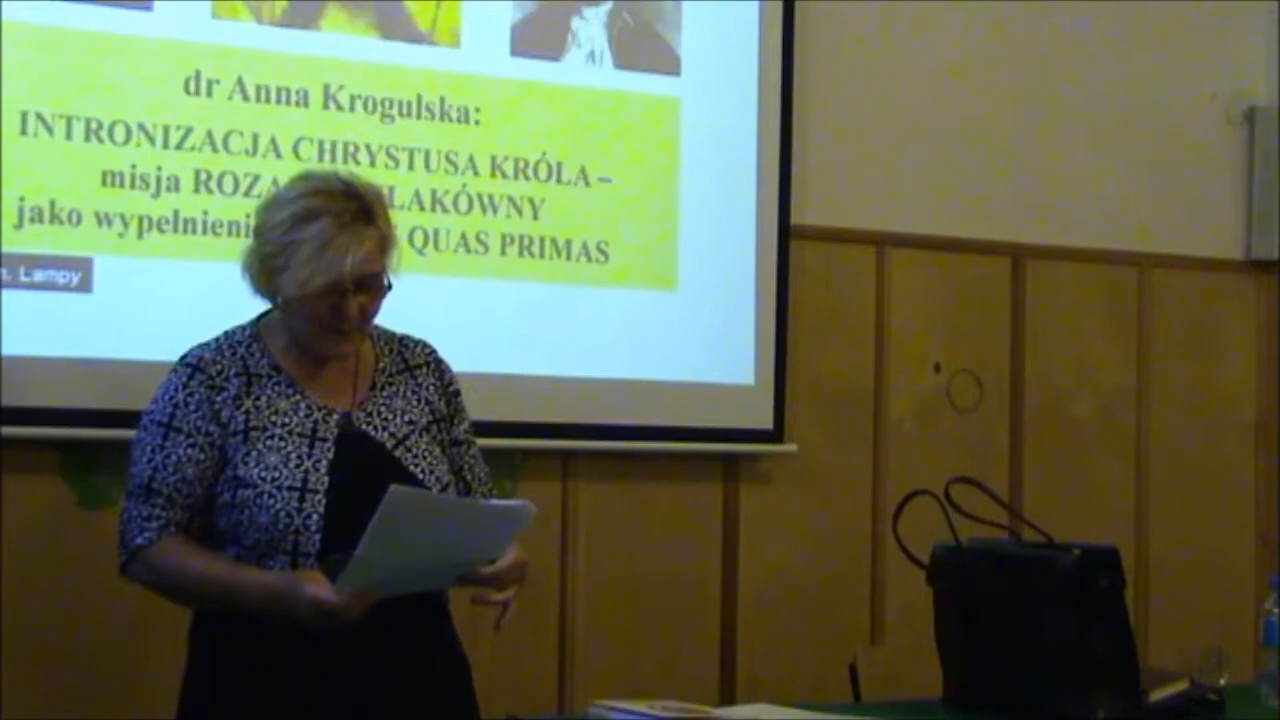 dr Anna Krogulska:
INTRONIZACJA CHRYSTUSA KRÓLA –
misja ROZA LAKÓWNY
jako wypełnieni QUAS PRIMAS
. Lampy